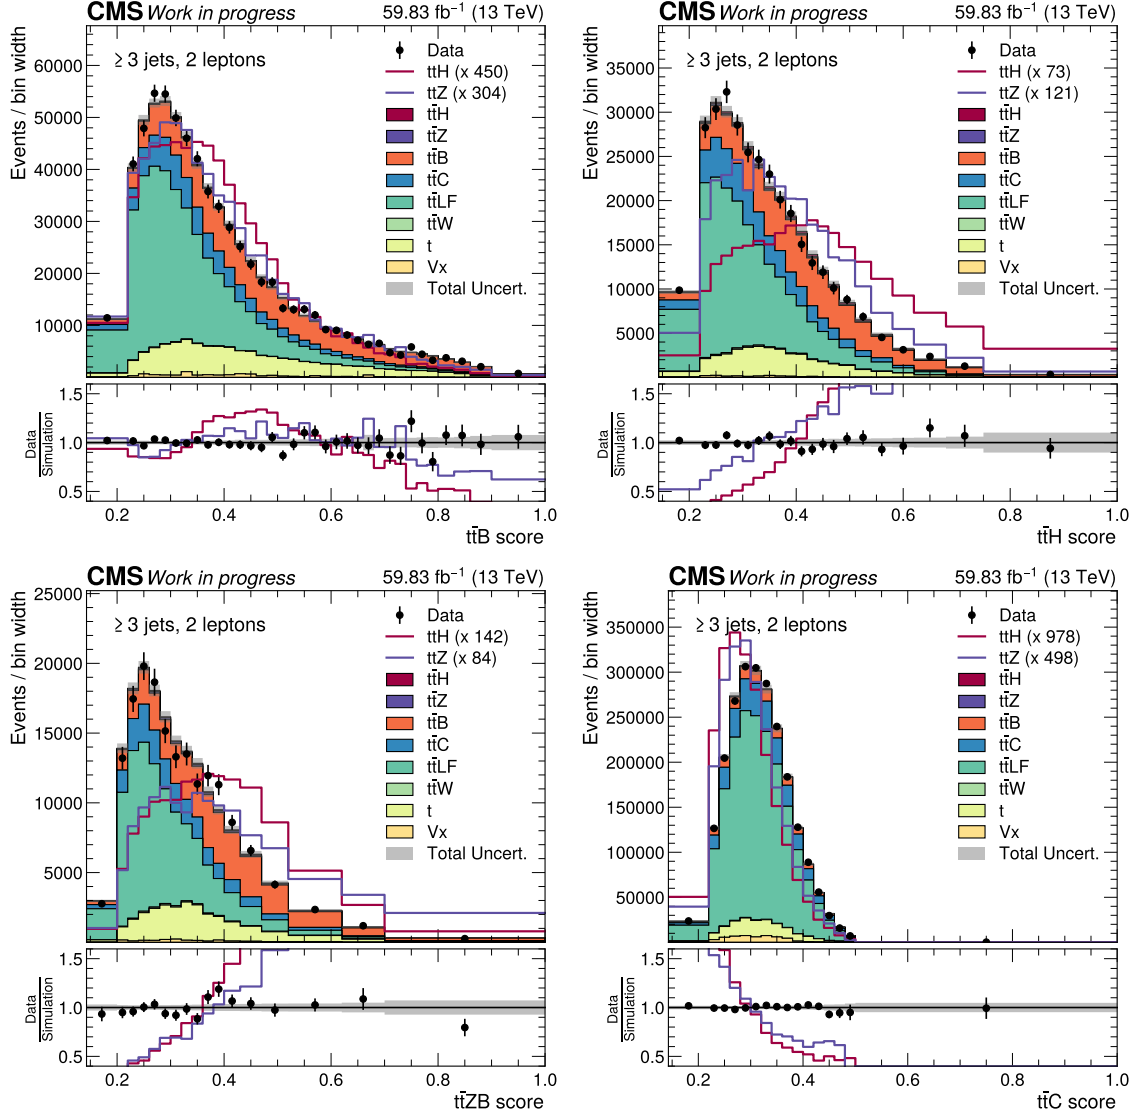 CMS Work in progress 59.83 fb⁻¹ (13 TeV)
≥ 3 jets, 2 leptons
Events / bin width
60000
50000
40000
30000
20000
10000
Data
ttH (x 450)
ttZ (x 304)
tt̄H
tt̄Z
tt̄B
tt̄C
tt̄LF
tt̄W
t
Vx
Total Uncert.
Data
Simulation
1.5
1.0
0.5
0.2 0.4 0.6 0.8 1.0
tt̄B score
CMS Work in progress 59.83 fb⁻¹ (13 TeV)
≥ 3 jets, 2 leptons
Events / bin width
35000
30000
25000
20000
15000
10000
5000
Data
ttH (x 73)
ttZ (x 121)
tt̄H
tt̄Z
tt̄B
tt̄C
tt̄LF
tt̄W
t
Vx
Total Uncert.
Data
Simulation
1.5
1.0
0.5
0.2 0.4 0.6 0.8 1.0
tt̄H score
CMS Work in progress 59.83 fb⁻¹ (13 TeV)
≥ 3 jets, 2 leptons
Events / bin width
25000
20000
15000
10000
5000
Data
ttH (x 142)
ttZ (x 84)
tt̄H
tt̄Z
tt̄B
tt̄C
tt̄LF
tt̄W
t
Vx
Total Uncert.
Data
Simulation
1.5
1.0
0.5
0.2 0.4 0.6 0.8 1.0
tt̄ZB score
CMS Work in progress 59.83 fb⁻¹ (13 TeV)
≥ 3 jets, 2 leptons
Events / bin width
350000
300000
250000
200000
150000
100000
50000
Data
ttH (x 978)
ttZ (x 498)
tt̄H
tt̄Z
tt̄B
tt̄C
tt̄LF
tt̄W
t
Vx
Total Uncert.
Data
Simulation
1.5
1.0
0.5
0.2 0.4 0.6 0.8 1.0
tt̄C score